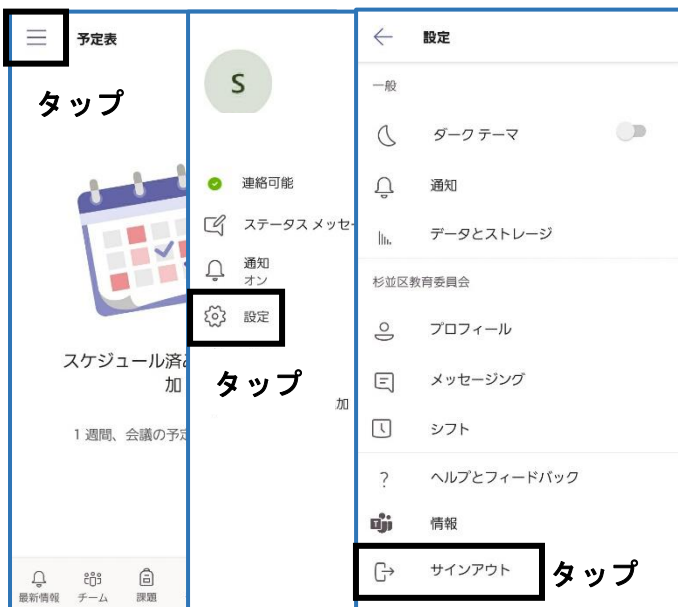 予定表
タップ
スケジュール済み
加
1 週間、会議の予定
最新情報
チーム
課題
S
連絡可能
ステータス メッセー
通知
オン
設定
タップ
加
設定
一般
ダーク テーマ
通知
データとストレージ
杉並区教育委員会
プロフィール
メッセージング
シフト
? ヘルプとフィードバック
情報
サインアウト
タップ